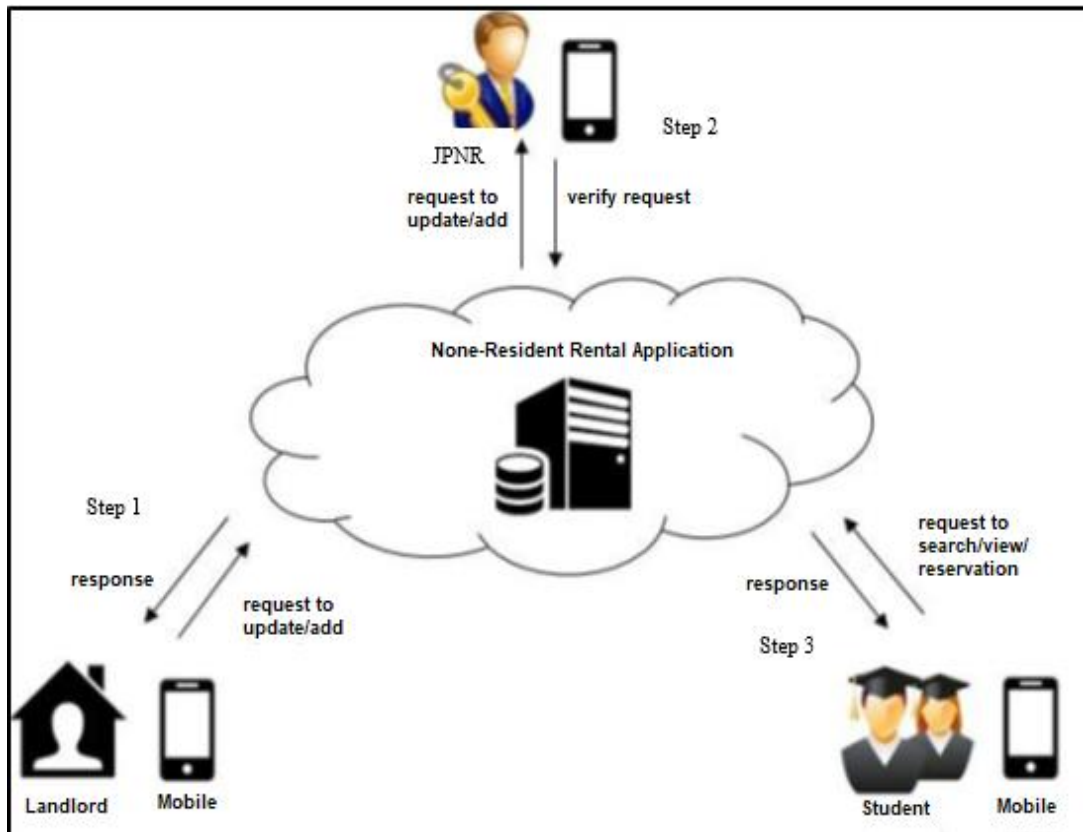 Step 2
JPNR
request to
update/add
verify request
None-Resident Rental Application
Step 1
response
request to
update/add
request to
search/view/
reservation
response
Step 3
Landlord
Mobile
Student
Mobile